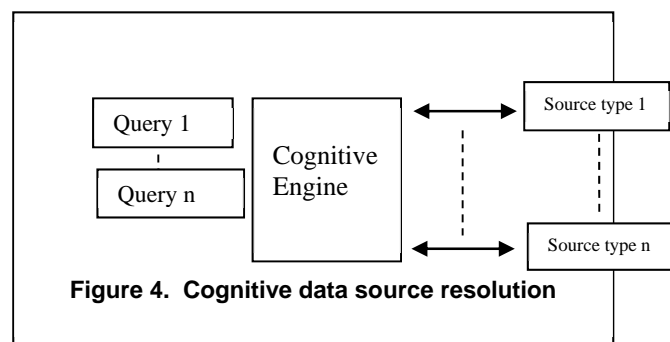 Query 1
Query n
Cognitive
Engine
Source type 1
Source type n
Figure 4. Cognitive data source resolution